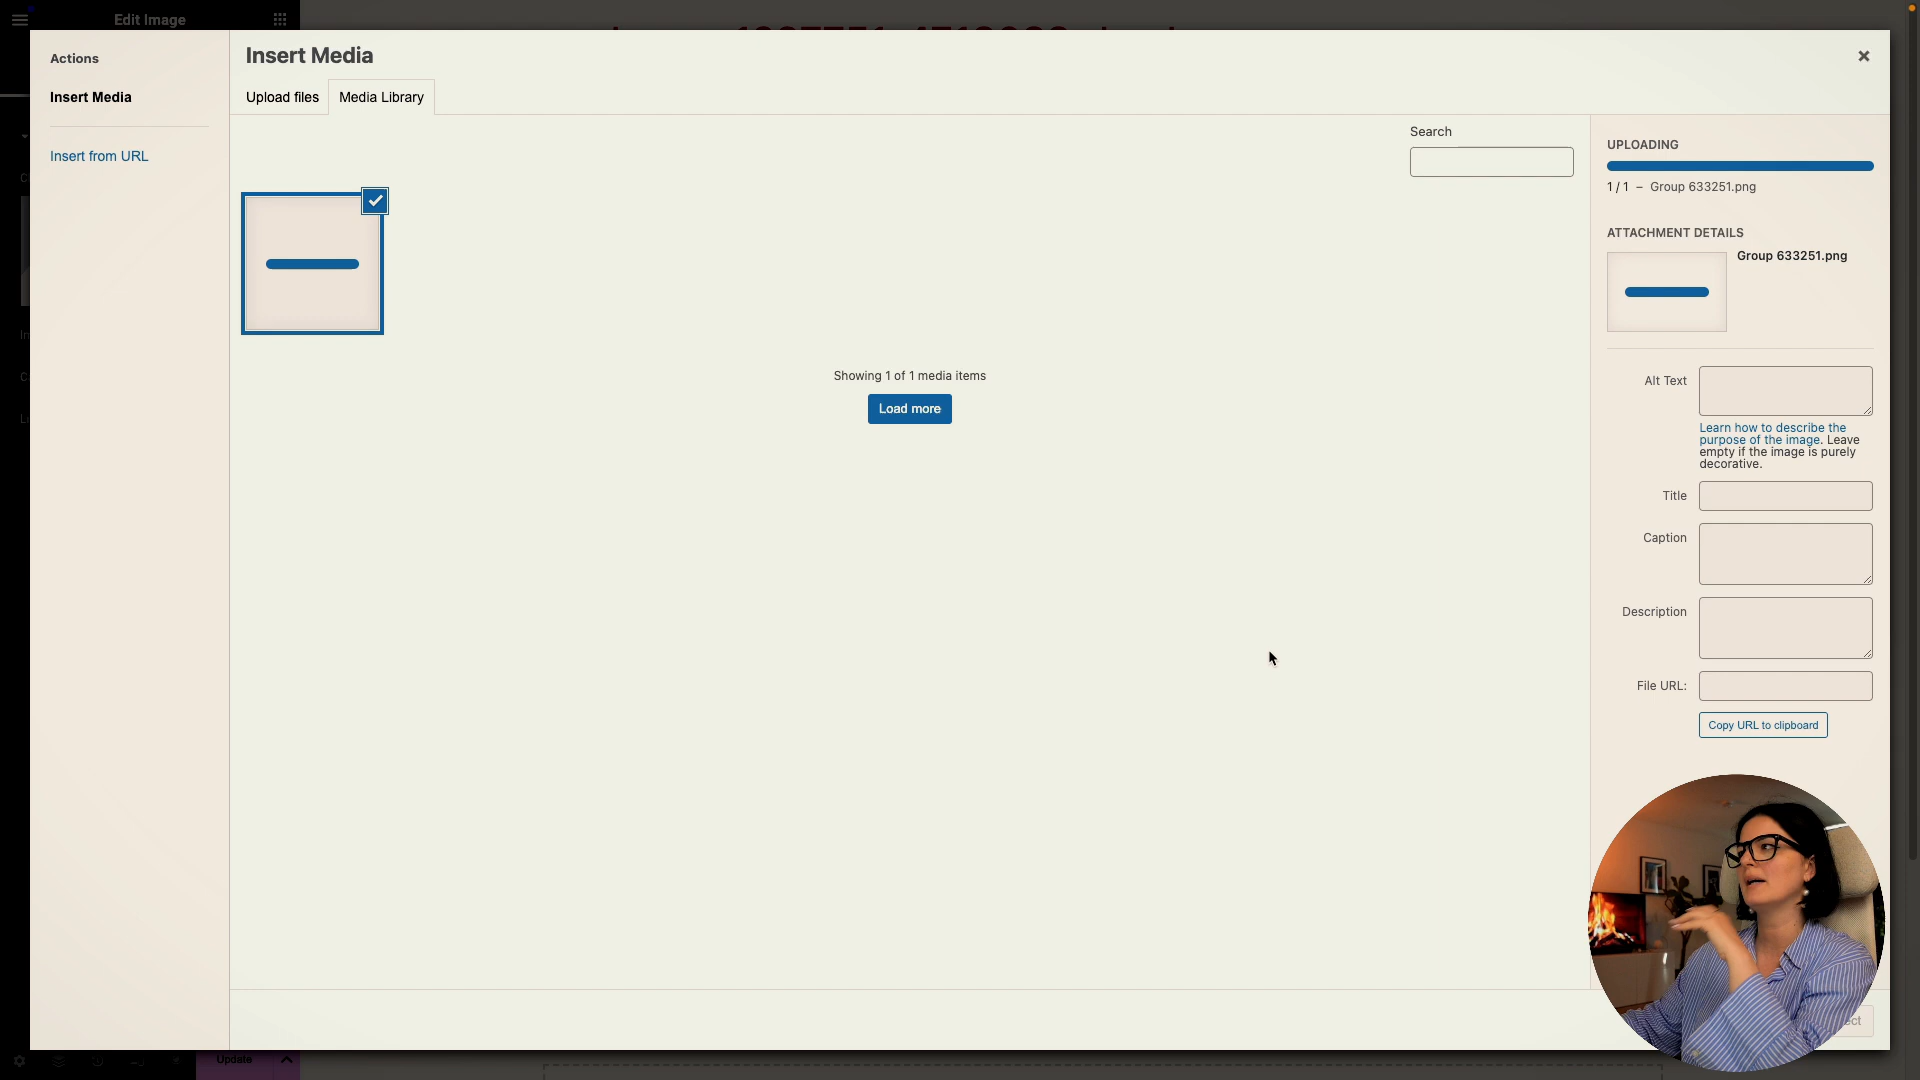 Edit Image
Actions
Insert Media
Insert from URL
Insert Media
Upload files
Media Library
Search
Showing 1 of 1 media items
Load more
UPLOADING
1 / 1 – Group 633251.png
ATTACHMENT DETAILS
Group 633251.png
Alt Text
Learn how to describe the
purpose of the image. Leave
empty if the image is purely
decorative.
Title
Caption
Description
File URL:
Copy URL to clipboard
Update